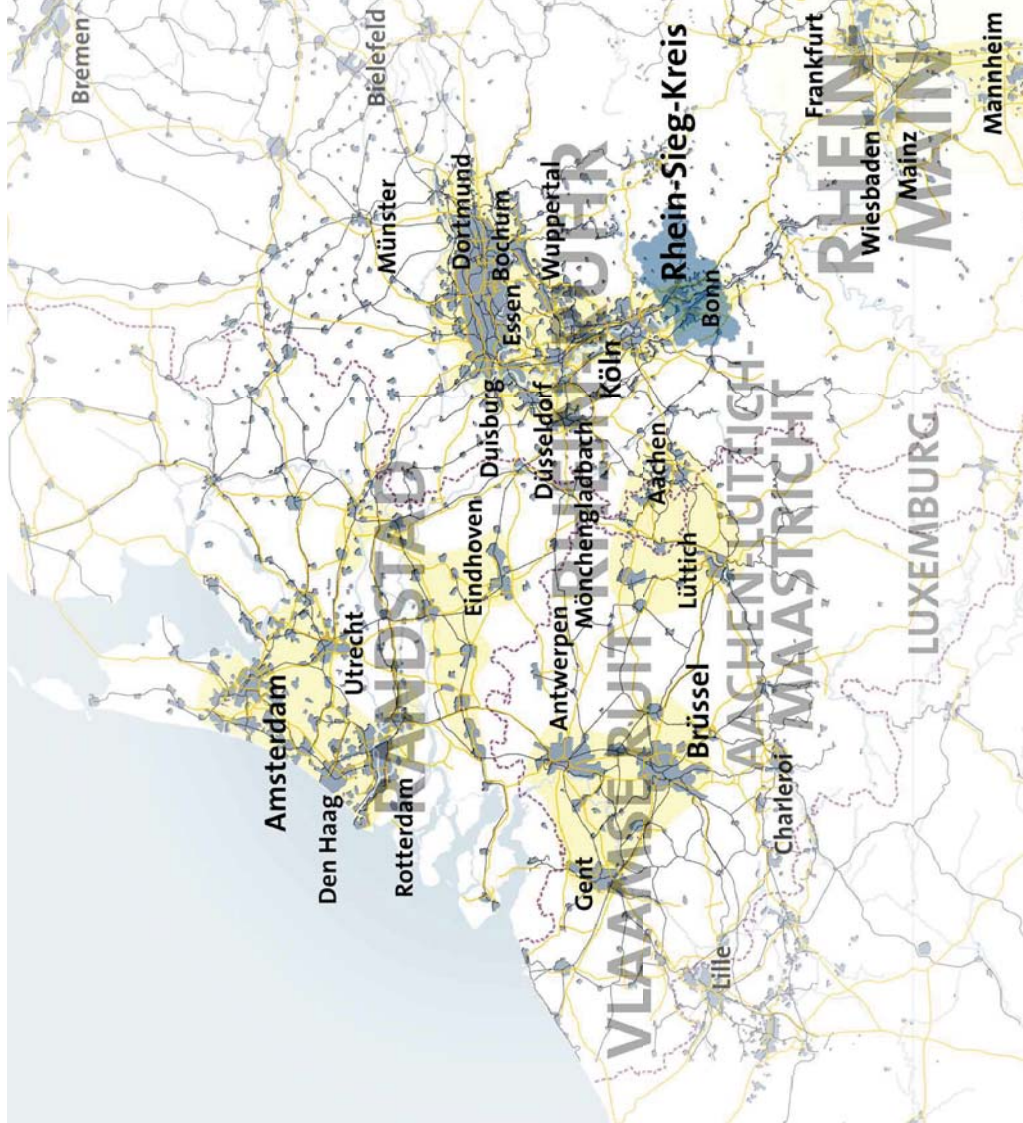 Bremen
Amsterdam
Den Haag
Utrecht
Bielefeld
Münster
RANDSTAD
Rotterdam
Dortmund
Eindhoven
Duisburg
Bochum
Essen
Düsseldorf
Wuppertal
Antwerpen
Mönchengladbach
Gent
RHEIN-RUHR
Köln
VLAAMSE RUIT
Aachen
Rhein-Sieg-Kreis
Lüttich
Brüssel
Bonn
Lille
AACHEN-LÜTTICH-
MAASTRICHT
Charleroi
Frankfurt
RHEIN-
MAIN
Wiesbaden
Mainz
LUXEMBURG
Mannheim